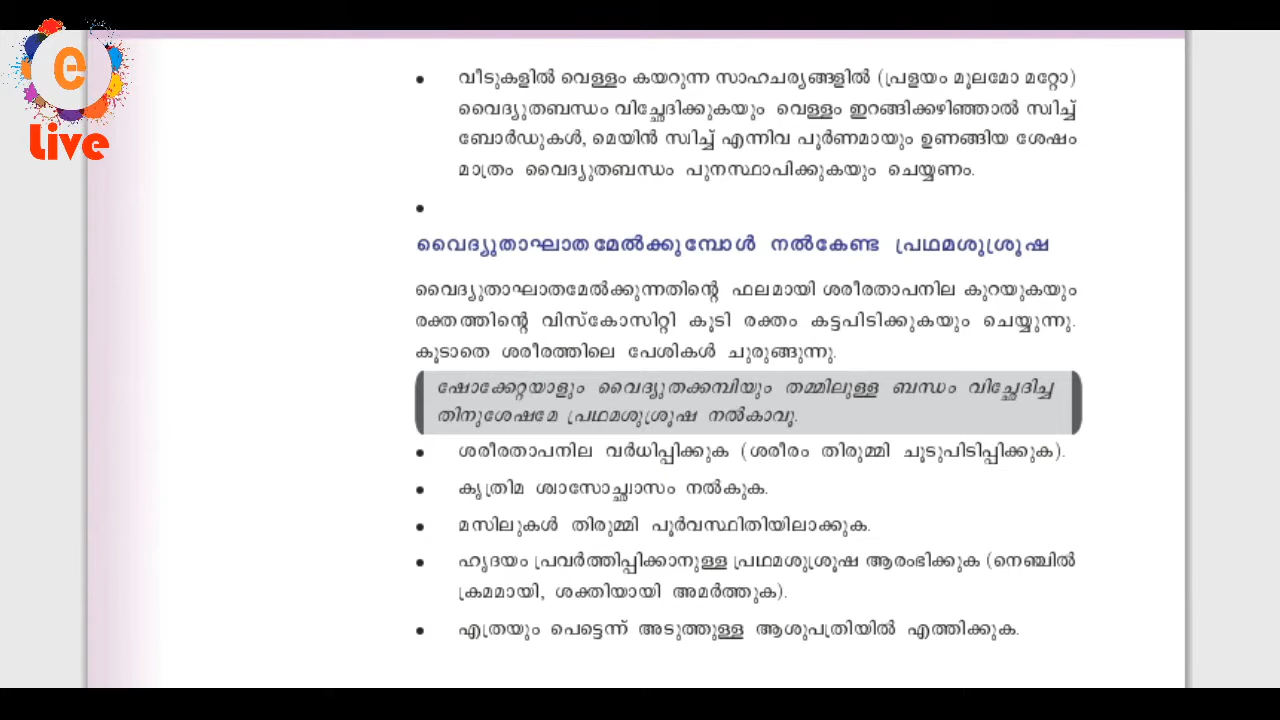 e
Live
• വീടുകളിൽ വെള്ളം കയറുന്ന സാഹചര്യങ്ങളിൽ (പ്രളയം മൂലമോ മറ്റോ)
വൈദ്യുതബന്ധം വിച്ഛേദിക്കുകയും വെള്ളം ഇറങ്ങിക്കഴിഞ്ഞാൽ സ്വിച്ച്
ബോർഡുകൾ, മെയിൻ സ്വിച്ച് എന്നിവ പൂർണമായും ഉണങ്ങിയ ശേഷം
മാത്രം വൈദ്യുതബന്ധം പുനസ്ഥാപിക്കുകയും ചെയ്യണം.
•
വൈദ്യുതാഘാതമേൽക്കുമ്പോൾ നൽകേണ്ട പ്രഥമശുശ്രൂഷ
വൈദ്യുതാഘാതമേൽക്കുന്നതിന്റെ ഫലമായി ശരീരതാപനില കുറയുകയും
രക്തത്തിന്റെ വിസ്കോസിറ്റി കൂടി രക്തം കട്ടപിടിക്കുകയും ചെയ്യുന്നു.
കൂടാതെ ശരീരത്തിലെ പേശികൾ ചുരുങ്ങുന്നു.
ഷോക്കേറ്റയാളും വൈദ്യുതക്കമ്പിയും തമ്മിലുള്ള ബന്ധം വിച്ഛേദിച്ച
തിനുശേഷമേ പ്രഥമശുശ്രൂഷ നൽകാവൂ.
• ശരീരതാപനില വർധിപ്പിക്കുക (ശരീരം തിരുമ്മി ചൂടുപിടിപ്പിക്കുക).
• കൃത്രിമ ശ്വാസോച്ഛ്വാസം നൽകുക.
• മസിലുകൾ തിരുമ്മി പൂർവസ്ഥിതിയിലാക്കുക.
• ഹൃദയം പ്രവർത്തിപ്പിക്കാനുള്ള പ്രഥമശുശ്രൂഷ ആരംഭിക്കുക (നെഞ്ചിൽ
ക്രമമായി, ശക്തിയായി അമർത്തുക).
• എത്രയും പെട്ടെന്ന് അടുത്തുള്ള ആശുപത്രിയിൽ എത്തിക്കുക.